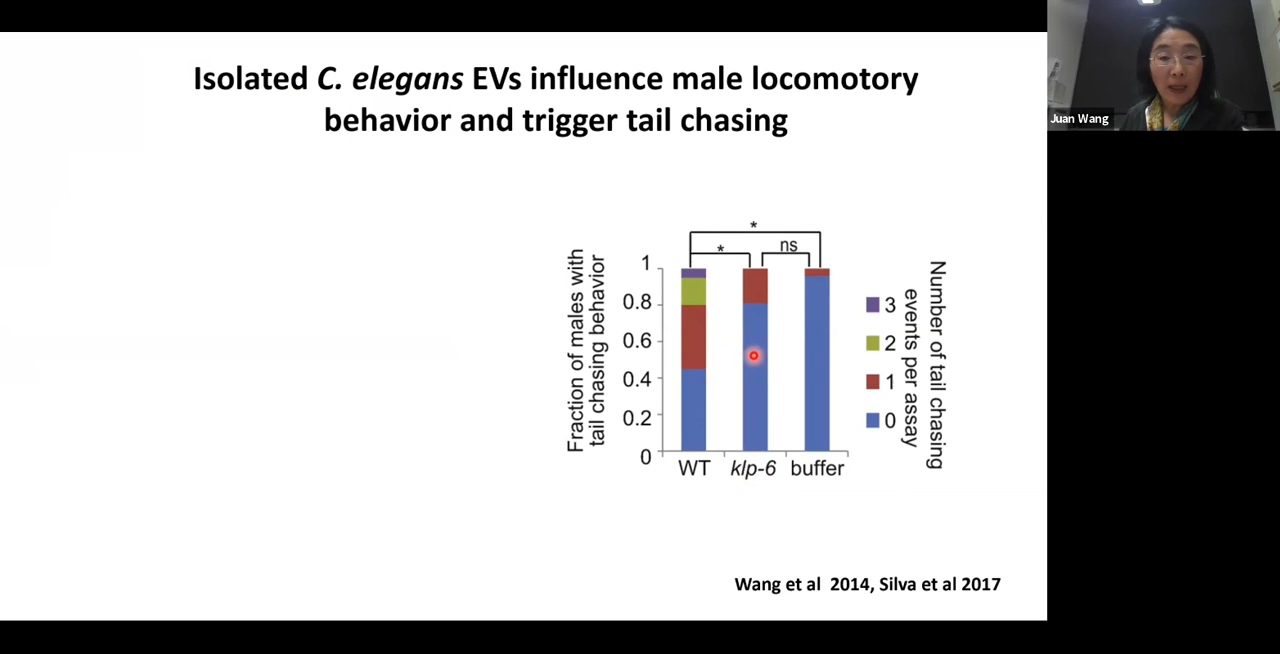 Isolated C. elegans EVs influence male locomotory
behavior and trigger tail chasing
Juan Wang
Fraction of males with
tail chasing behavior
1
0.8
0.6
0.4
0.2
0
*
*
ns
WT
klp-6
buffer
3
2
1
0
Number of tail chasing
events per assay
Wang et al  2014, Silva et al 2017